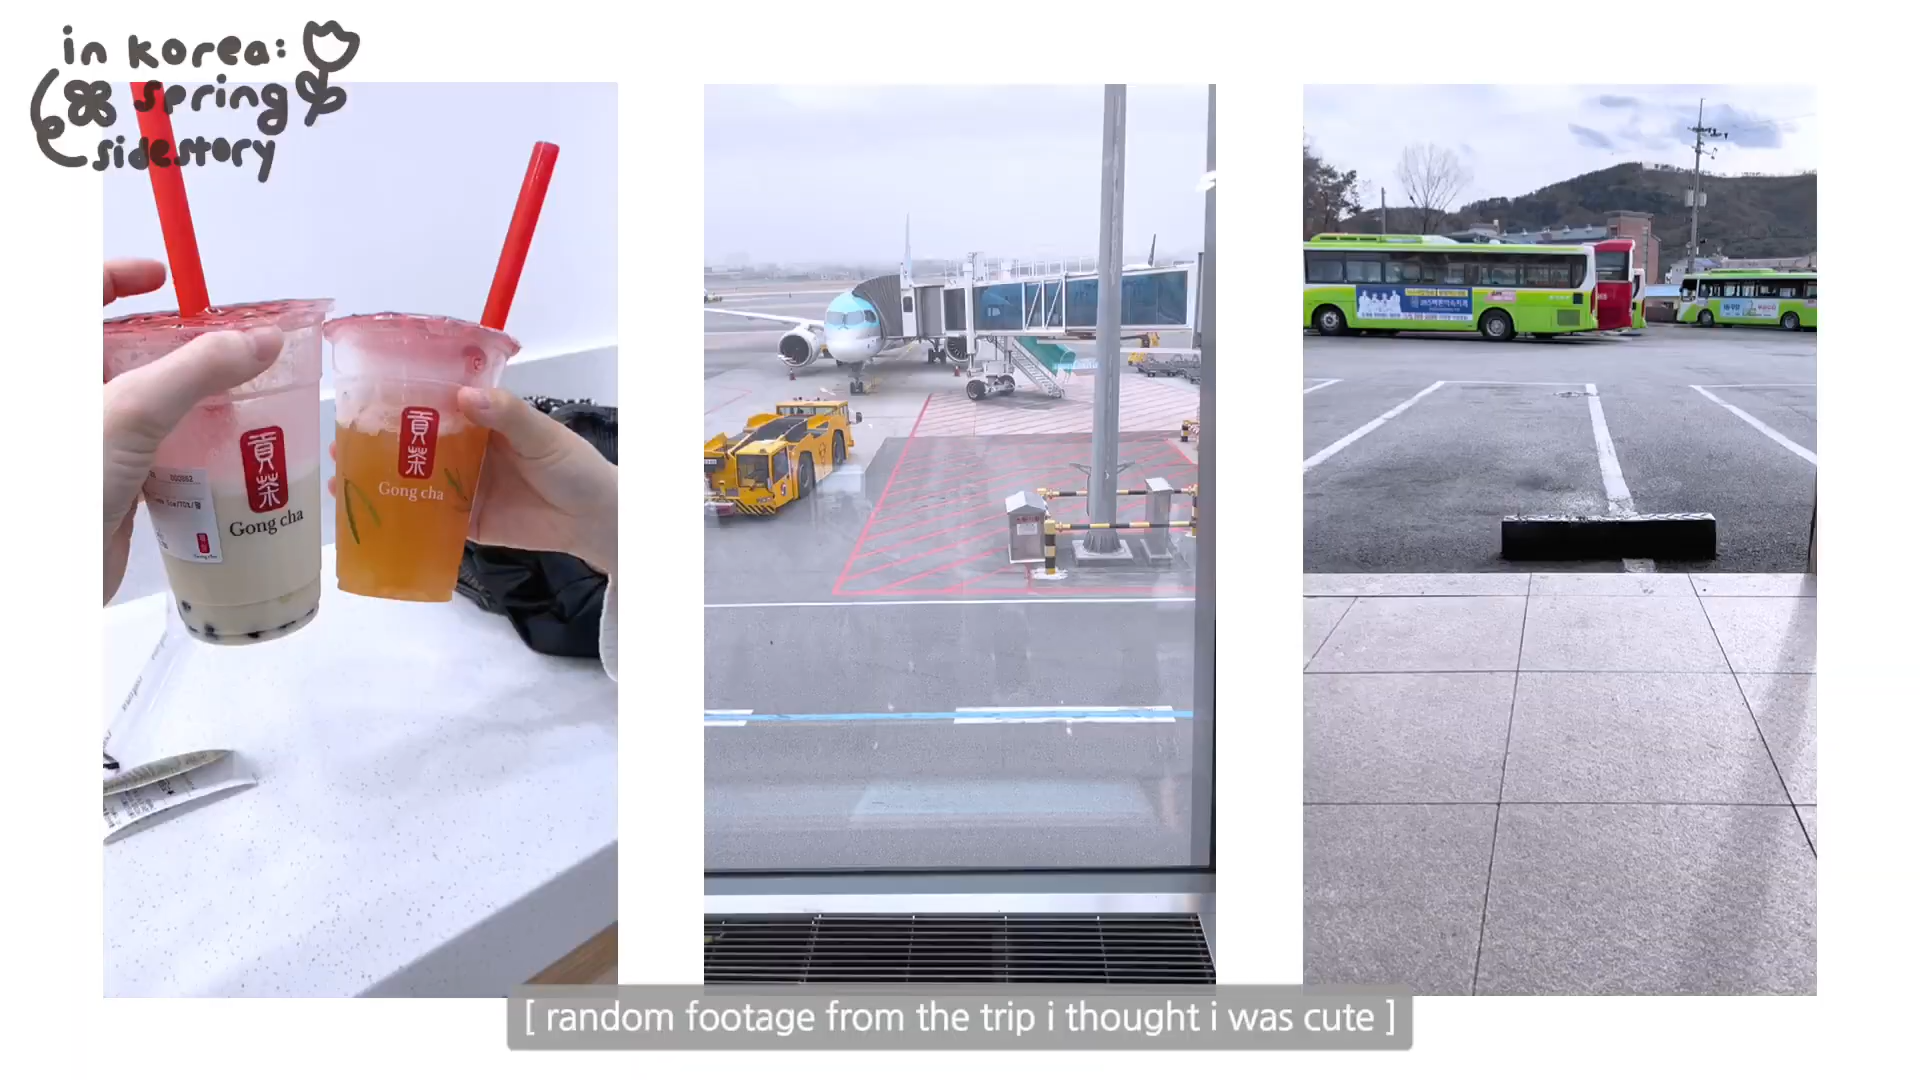 in korea:
spring
sidestory
貢茶
Gong cha
貢茶
Gong cha
[ random footage from the trip i thought i was cute ]